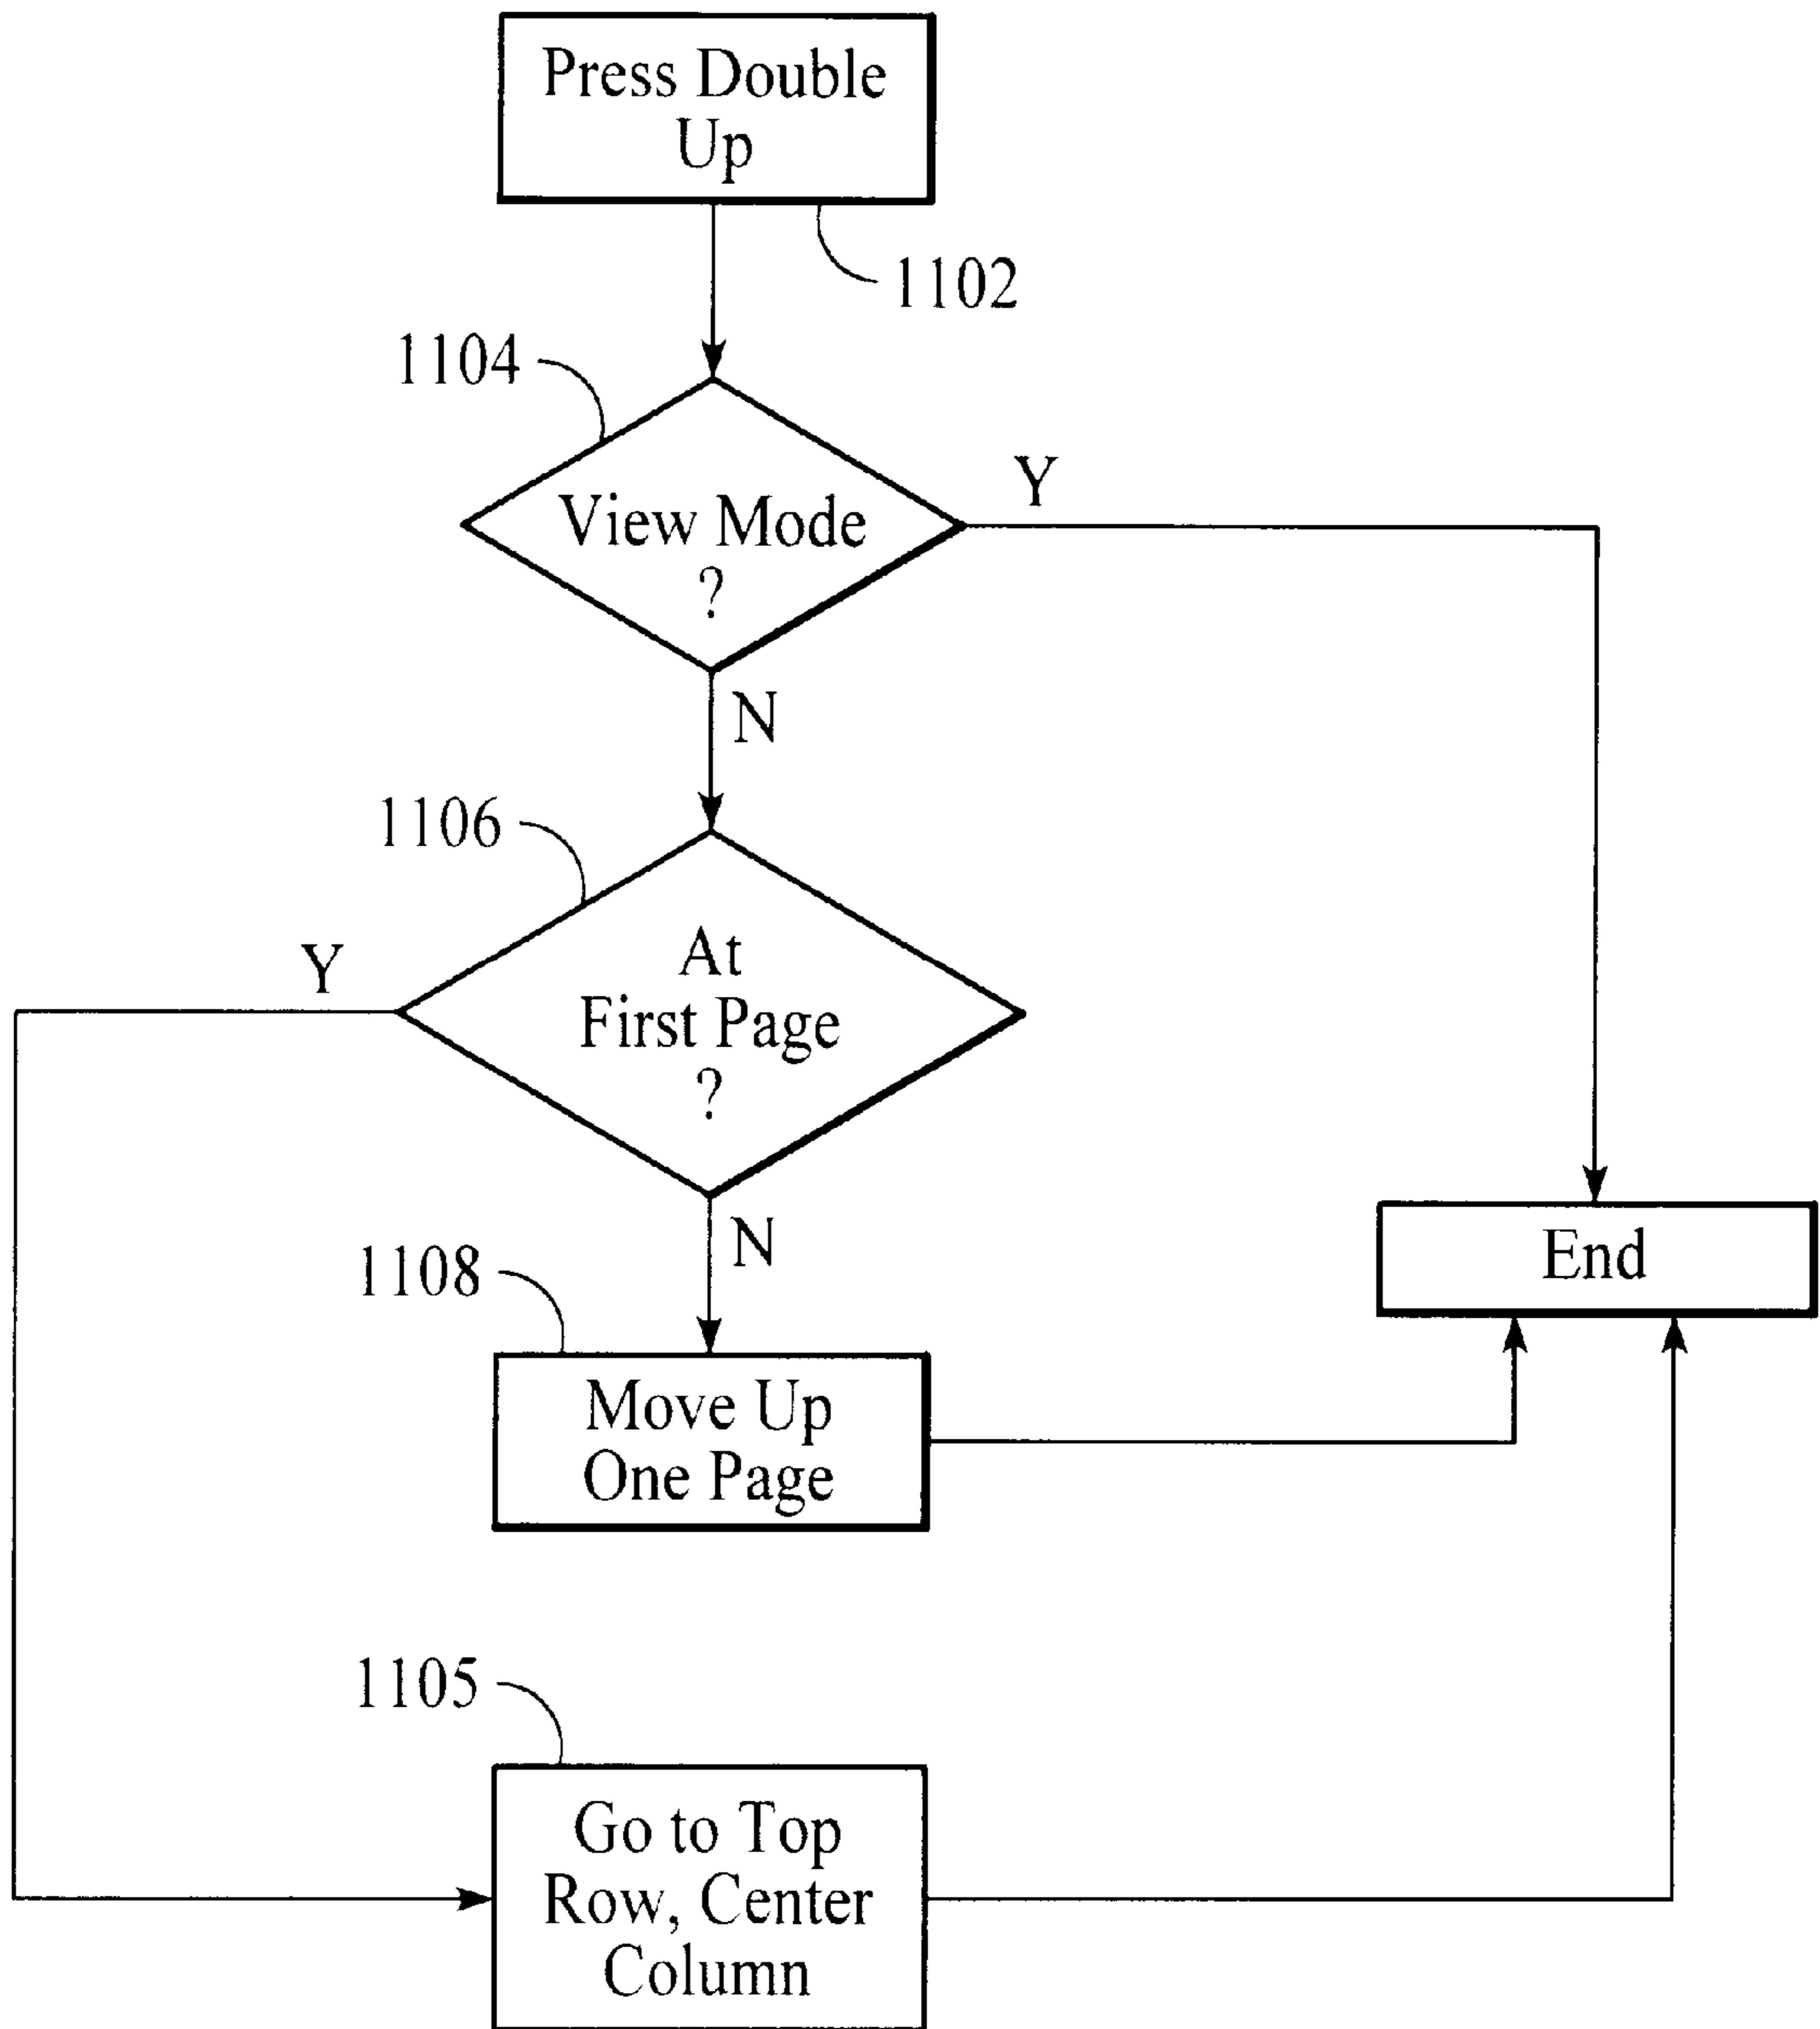 Press Double
Up
1102
1104
View Mode
?
Y
N
1106
At
First Page
?
Y
N
End
1108
Move Up
One Page
1105
Go to Top
Row, Center
Column